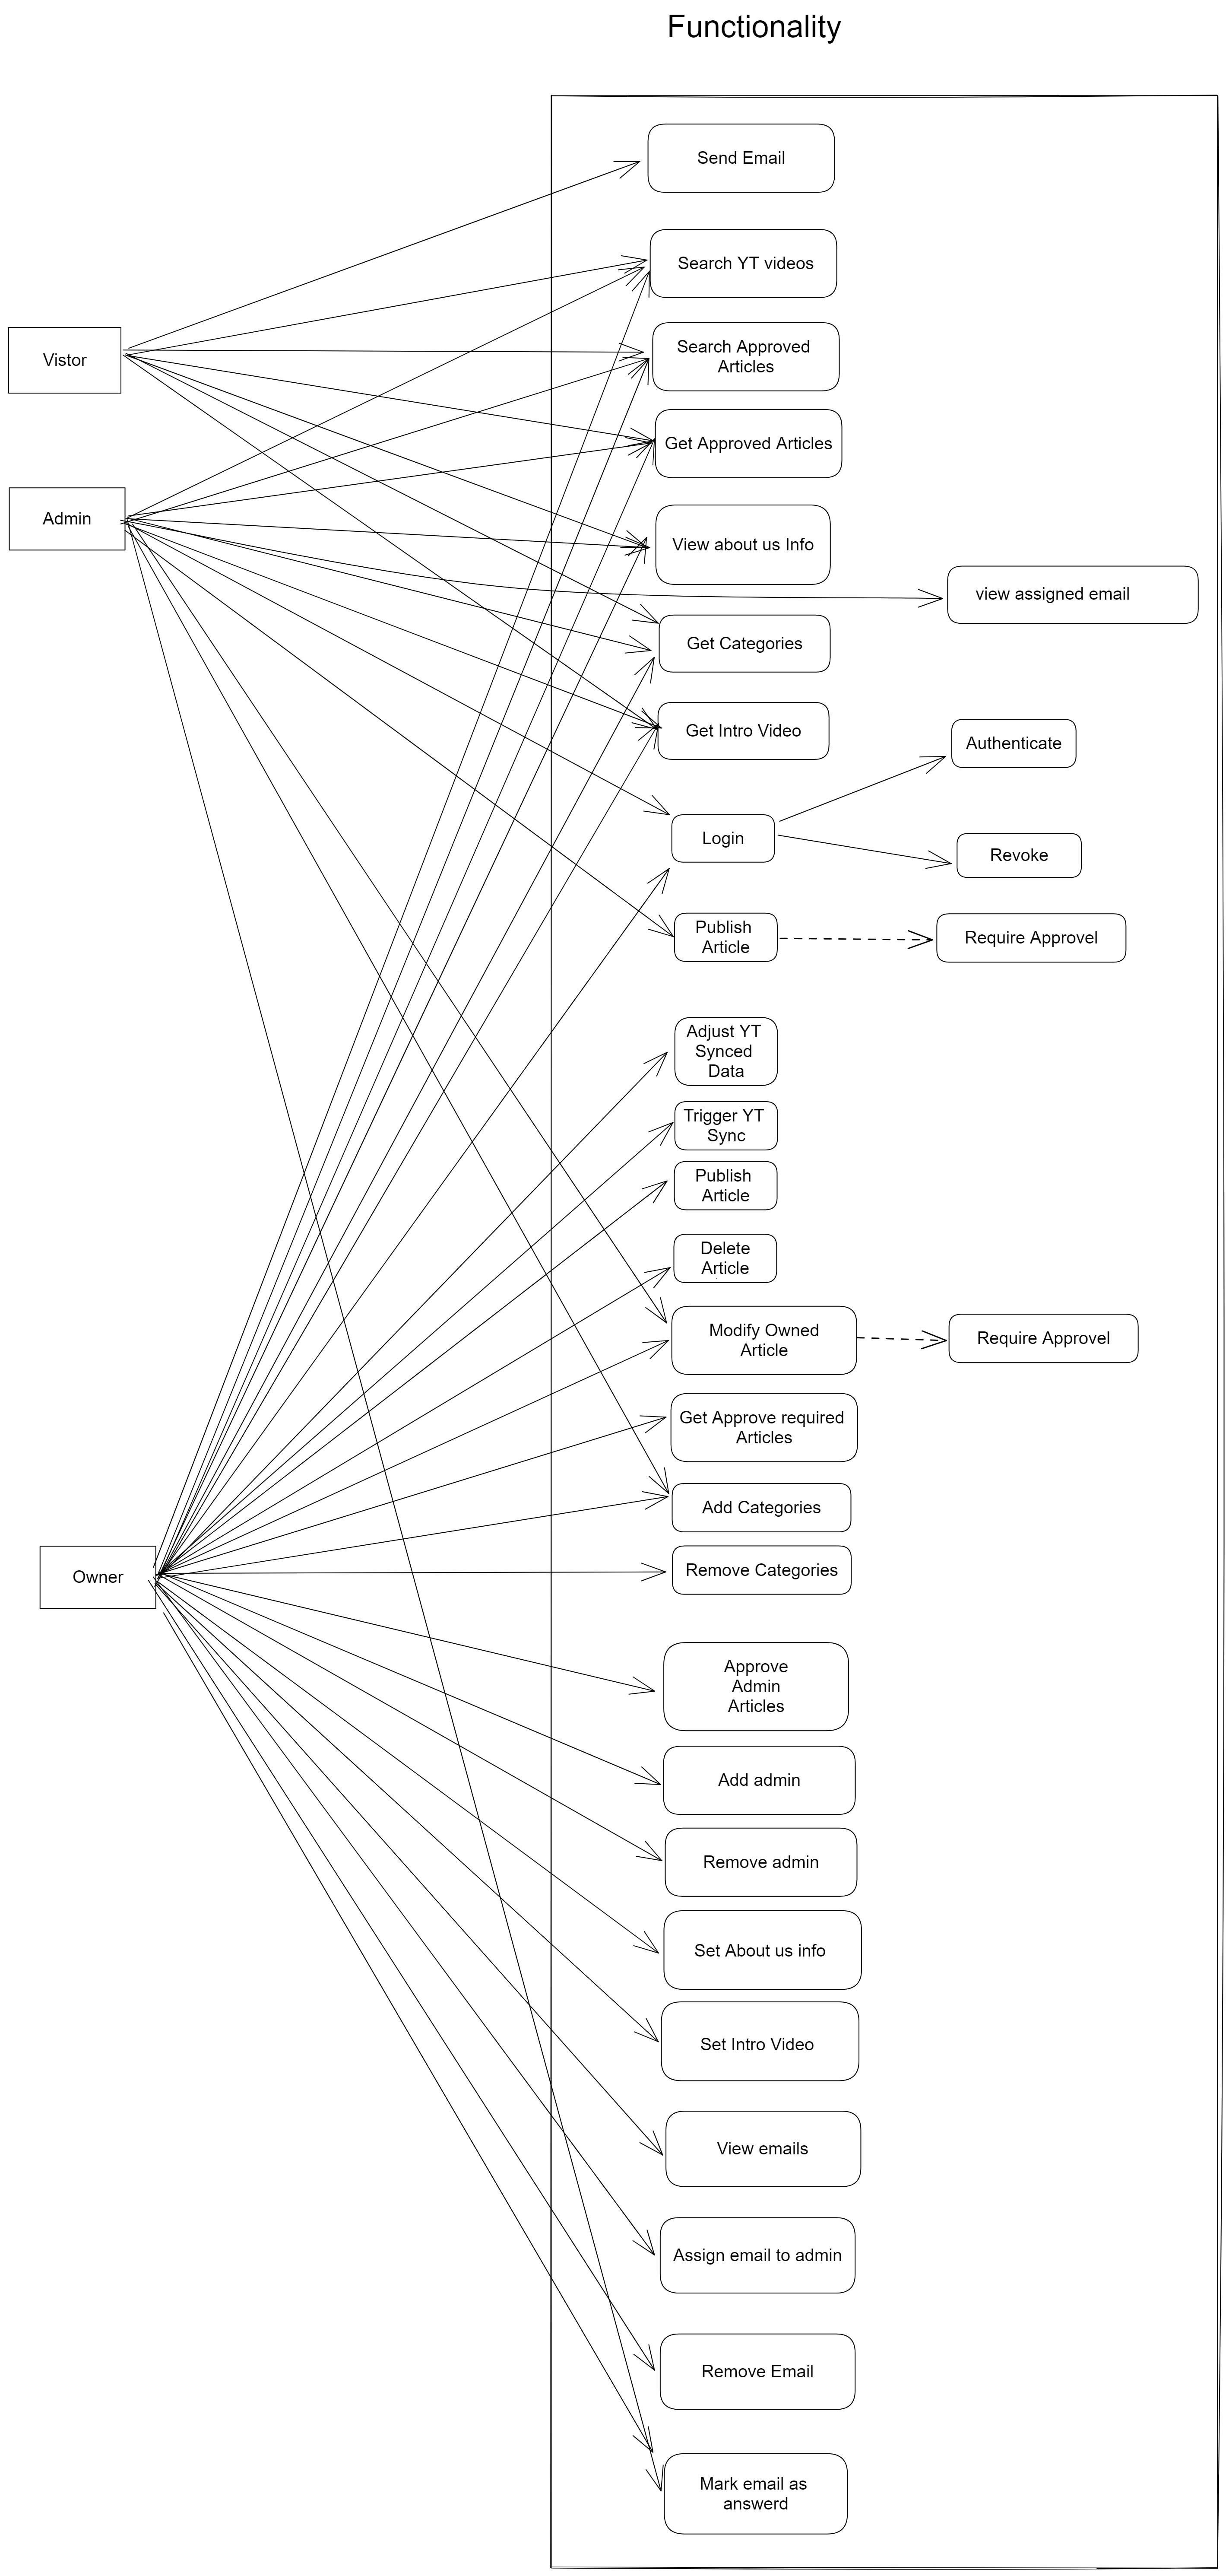 Functionality
Send Email
Search YT videos
Vistor
Search Approved
Articles
Get Approved Articles
Admin
View about us Info
view assigned email
Get Categories
Get Intro Video
Authenticate
Login
Revoke
Publish
Article
Require Approvel
Adjust YT
Synced
Data
Trigger YT
Sync
Publish
Article
Delete
Article
Modify Owned
Article
Require Approvel
Get Approve required
Articles
Add Categories
Remove Categories
Owner
Approve
Admin
Articles
Add admin
Remove admin
Set About us info
Set Intro Video
View emails
Assign email to admin
Remove Email
Mark email as
answerd